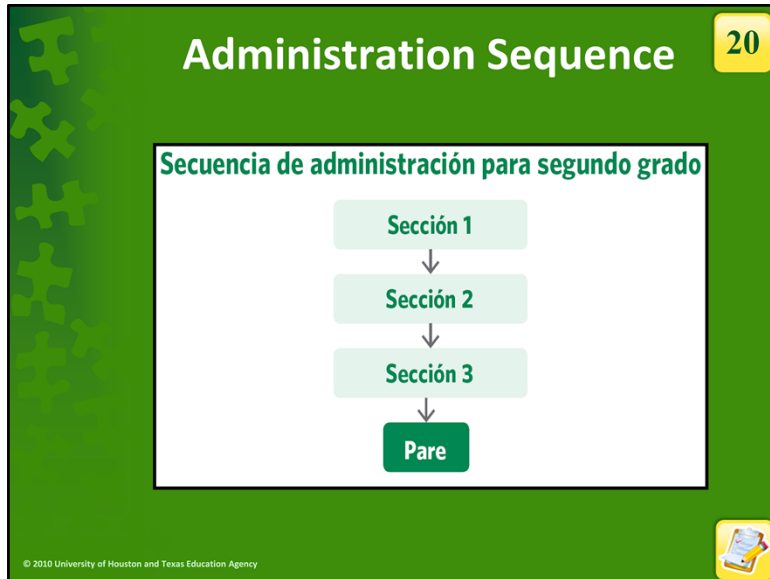 Administration Sequence
20
Secuencia de administración para segundo grado
Sección 1
Sección 2
Sección 3
Pare
© 2010 University of Houston and Texas Education Agency